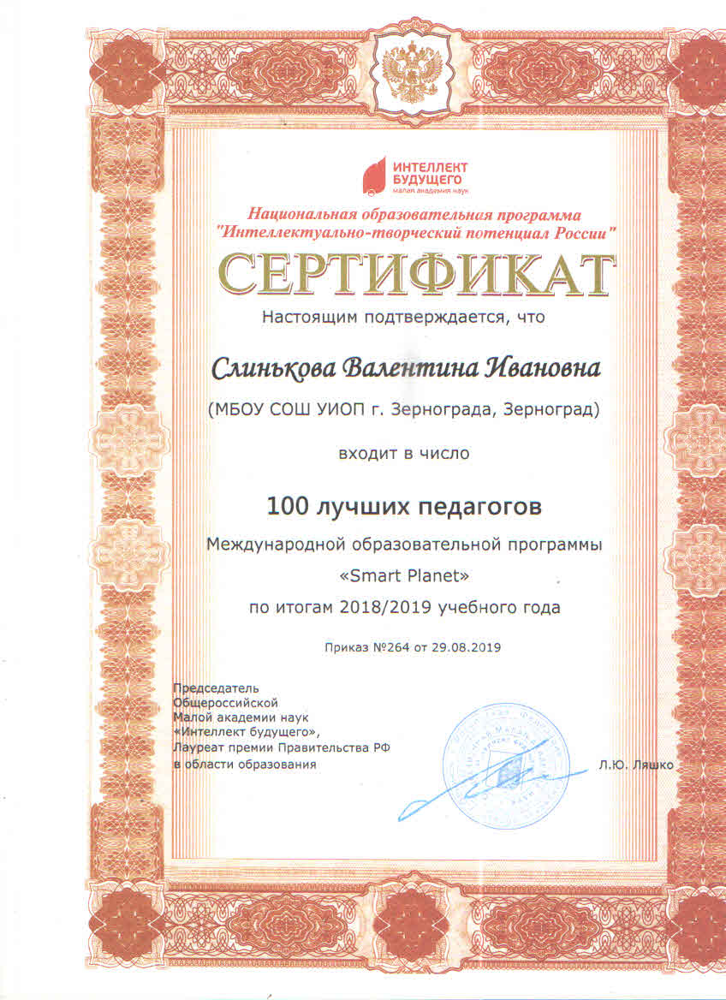 ИНТЕЛЛЕКТ
БУДУЩЕГО
малая академия наук
Национальная образовательная программа
"Интеллектуально-творческий потенциал России"
СЕРТИФИКАТ
Настоящим подтверждается, что
Слинькова Валентина Ивановна
(МБОУ СОШ УИОП г. Зернограда, Зерноград)
входит в число
100 лучших педагогов
Международной образовательной программы
«Smart Planet»
по итогам 2018/2019 учебного года
Приказ №264 от 29.08.2019
Председатель
Общероссийской
Малой академии наук
«Интеллект будущего»,
Лауреат премии Правительства РФ
в области образования
Л.Ю. Ляшко